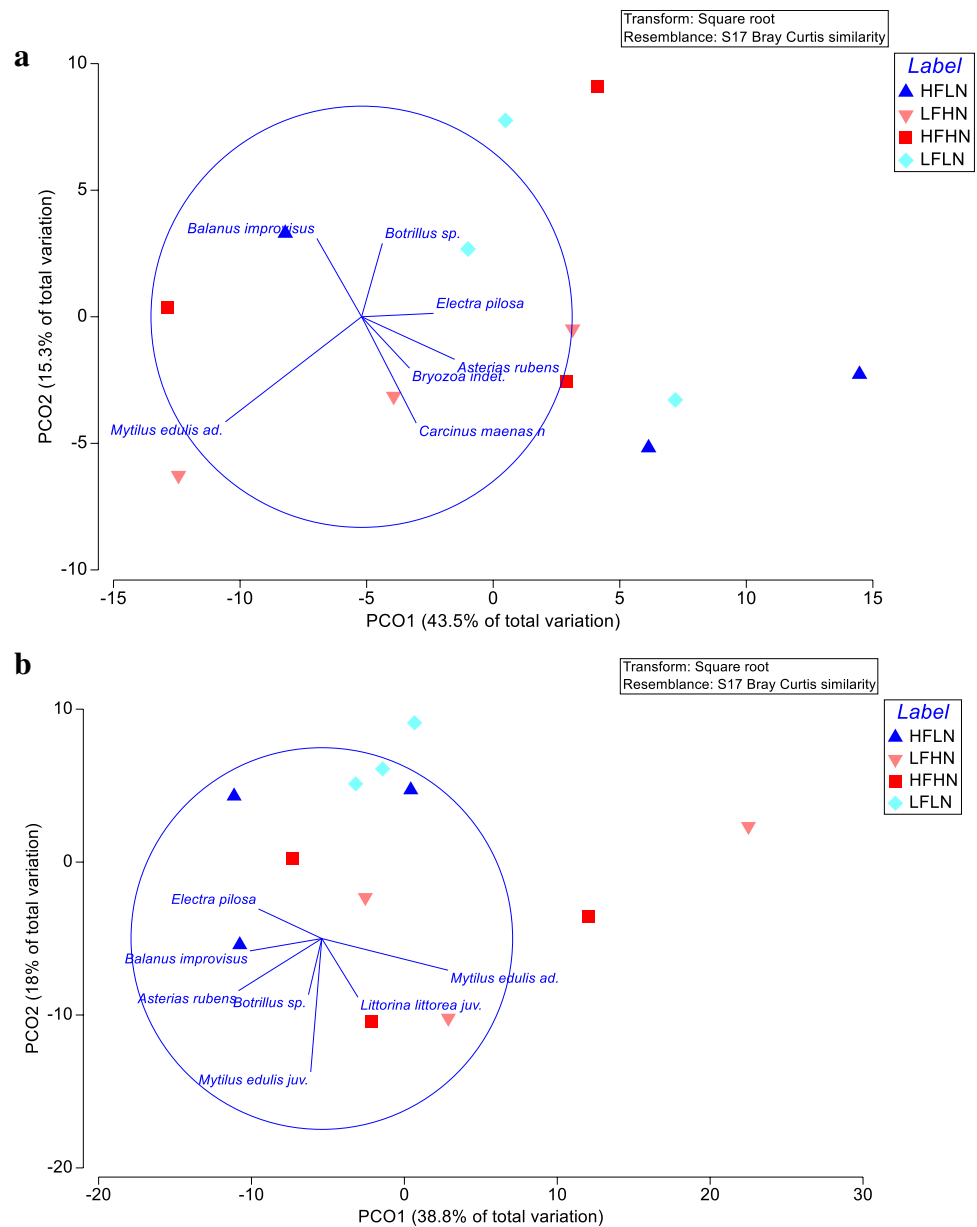 a
Transform: Square root
Resemblance: S17 Bray Curtis similarity
Label
HFLN
LFHN
HFHN
LFLN
10
5
0
-5
-10
PCO2 (15.3% of total variation)
Balanus improvisus
Botrillus sp.
Electra pilosa
Asterias rubens
Bryozoa indet.
Carcinus maenas n
Mytilus edulis ad.
-15
-10
-5
0
5
10
15
PCO1 (43.5% of total variation)
b
Transform: Square root
Resemblance: S17 Bray Curtis similarity
Label
HFLN
LFHN
HFHN
LFLN
10
0
-10
-20
PCO2 (18% of total variation)
Electra pilosa
Balanus improvisus
Mytilus edulis ad.
Asterias rubens
Botrillus sp.
Littorina littorea juv.
Mytilus edulis juv.
-20
-10
0
10
20
30
PCO1 (38.8% of total variation)